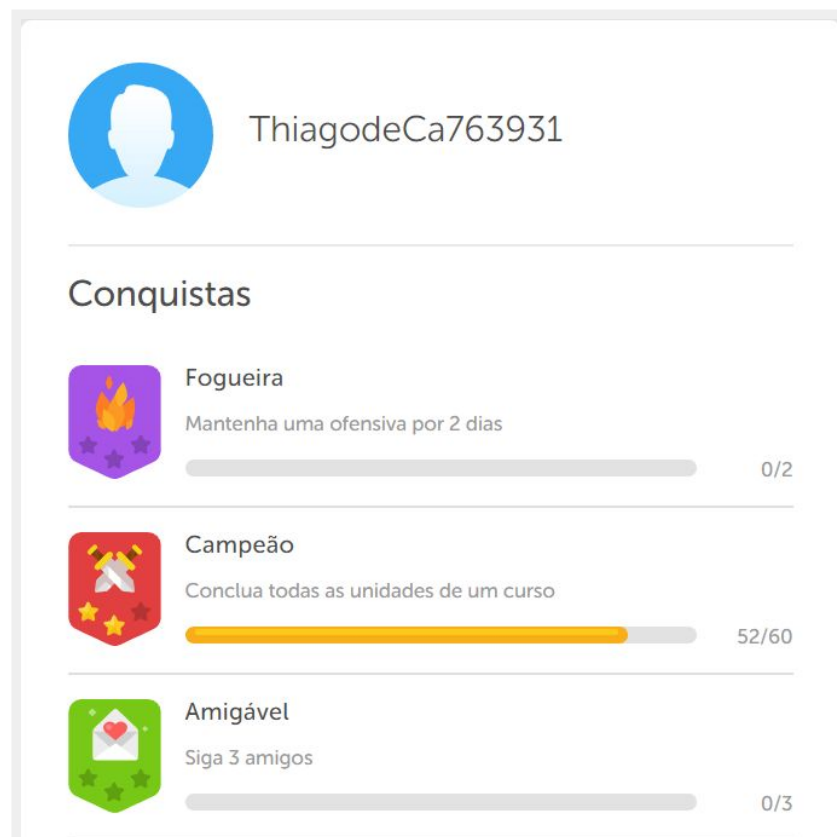 ThiagodeCa763931
Conquistas
Fogueira
Mantenha uma ofensiva por 2 dias
0/2
Campeão
Conclua todas as unidades de um curso
52/60
Amigável
Siga 3 amigos
0/3